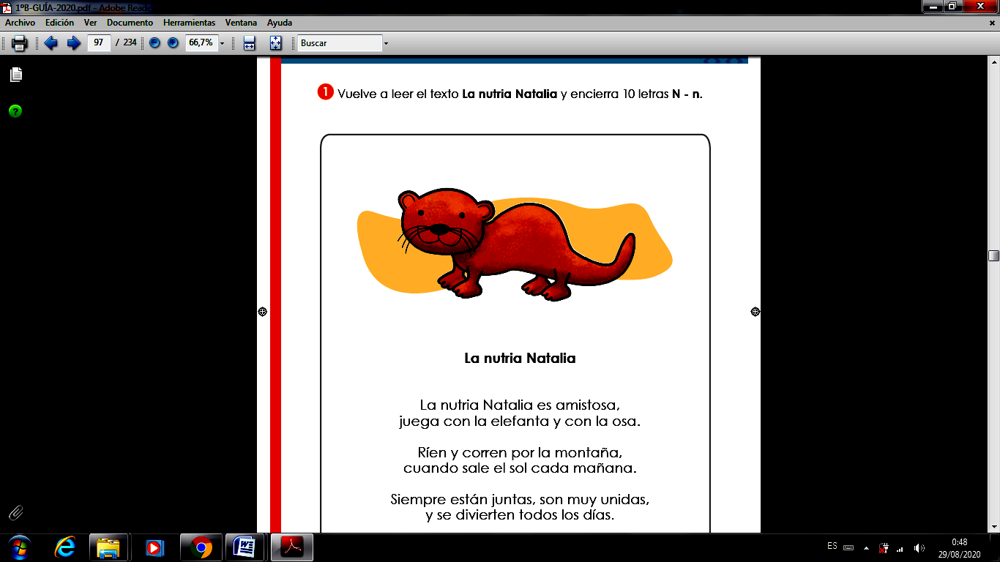 1ºB-GUÍA-2020.pdf - Adobe Reade
Archivo Edición Ver Documento Herramientas Ventana Ayuda
97 / 234 66,7% Buscar
1 Vuelve a leer el texto La nutria Natalia y encierra 10 letras N - n.
La nutria Natalia
La nutria Natalia es amistosa,
juega con la elefanta y con la osa.
Ríen y corren por la montaña,
cuando sale el sol cada mañana.
Siempre están juntas, son muy unidas,
y se divierten todos los días.
ES 0:48
29/08/2020